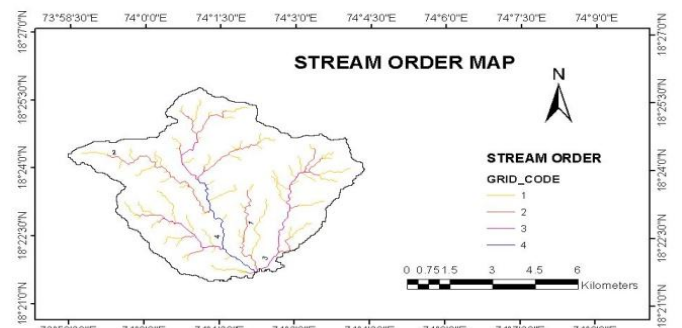 73°58'30"E 74°0'0"E 74°1'30"E 74°3'0"E 74°4'30"E 74°6'0"E 74°7'30"E 74°9'0"E
18°27'0"N 18°27'0"N
STREAM ORDER MAP
N
18°25'30"N 18°25'30"N
3
18°24'0"N 18°24'0"N
STREAM ORDER
GRID_CODE
1
2
3
4
4
3
18°22'30"N 18°22'30"N
0 0.75 1.5 3 4.5 6
Kilometers
18°21'0"N 18°21'0"N